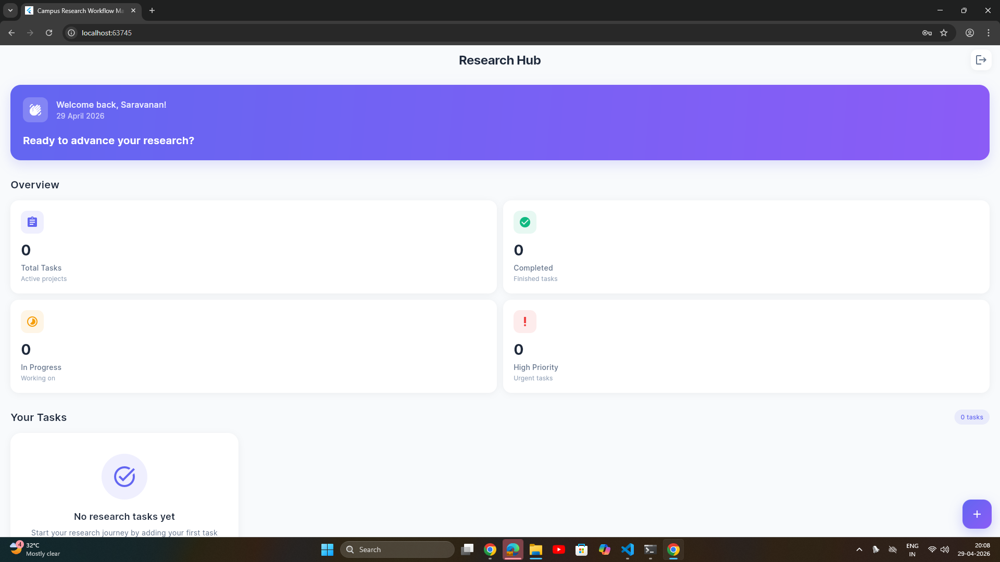 Campus Research Workflow Ma
localhost:63745
Research Hub
Welcome back, Saravanan!
29 April 2026
Ready to advance your research?
Overview
0
Total Tasks
Active projects
0
Completed
Finished tasks
0
In Progress
Working on
0
High Priority
Urgent tasks
Your Tasks
0 tasks
No research tasks yet
Start your research journey by adding your first task
4
32°C
Mostly clear
Search
ENG
IN
20:08
29-04-2026